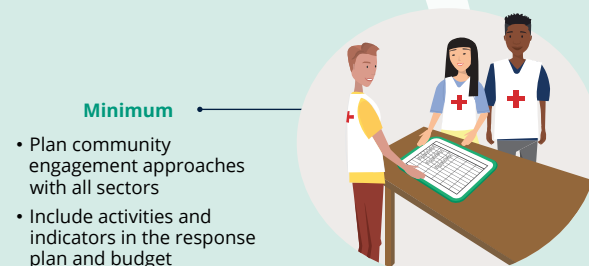 Minimum
• Plan community
engagement approaches
with all sectors
• Include activities and
indicators in the response
plan and budget